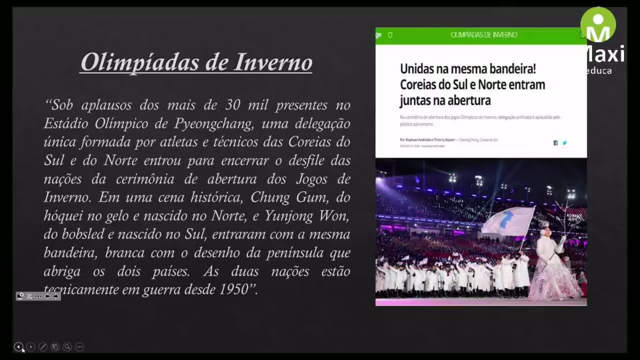 Olimpíadas de Inverno
“Sob aplausos dos mais de 30 mil presentes no
Estádio Olímpico de Pyeongchang, uma delegação
única formada por atletas e técnicos das Coreias do
Sul e do Norte entrou para encerrar o desfile das
nações da cerimônia de abertura dos Jogos de
Inverno. Em uma cena histórica, Chung Gum, do
hóquei no gelo e nascido no Norte, e Yunjong Won,
do bobsled e nascido no Sul, entraram com a mesma
bandeira, branca com o desenho da península que
abriga os dois países. As duas nações estão
tecnicamente em guerra desde 1950”.
OLIMPÍADAS DE INVERNO
Unidas na mesma bandeira!
Coreias do Sul e Norte entram
juntas na abertura
Maxi
educa